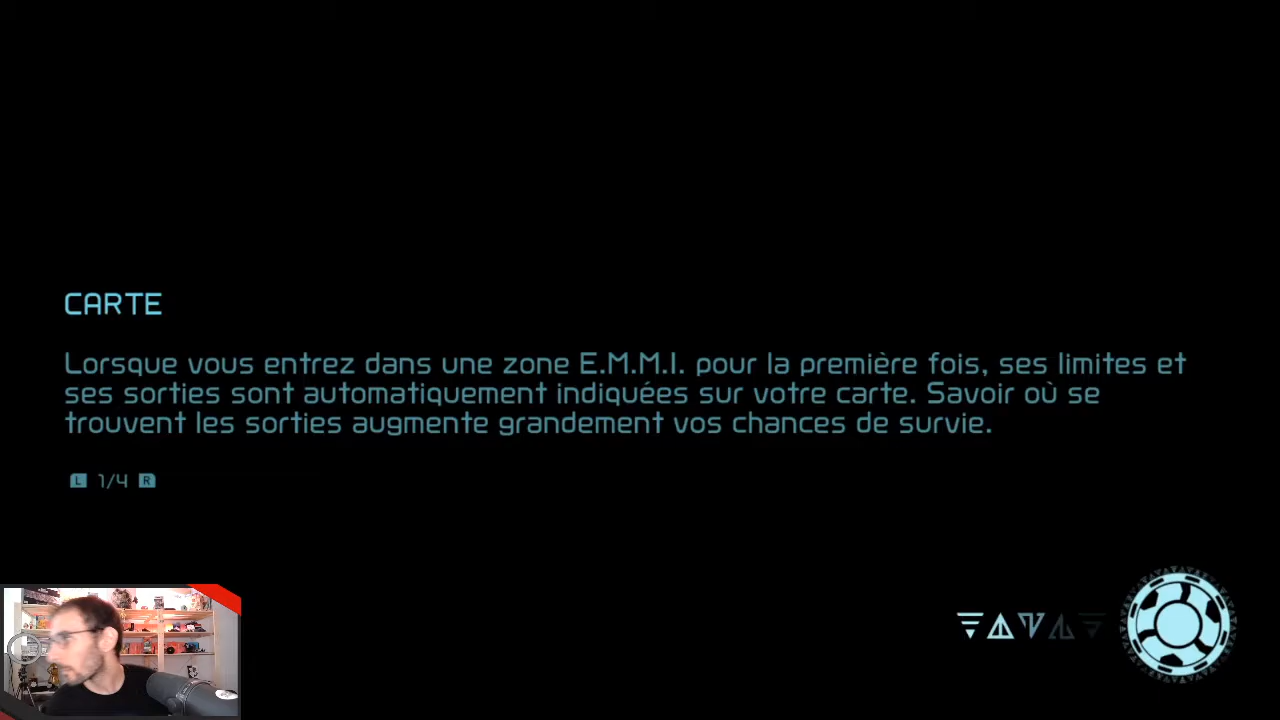 CARTE
Lorsque vous entrez dans une zone E.M.M.I. pour la première fois, ses limites et
ses sorties sont automatiquement indiquées sur votre carte. Savoir où se
trouvent les sorties augmente grandement vos chances de survie.
L 1/4 R